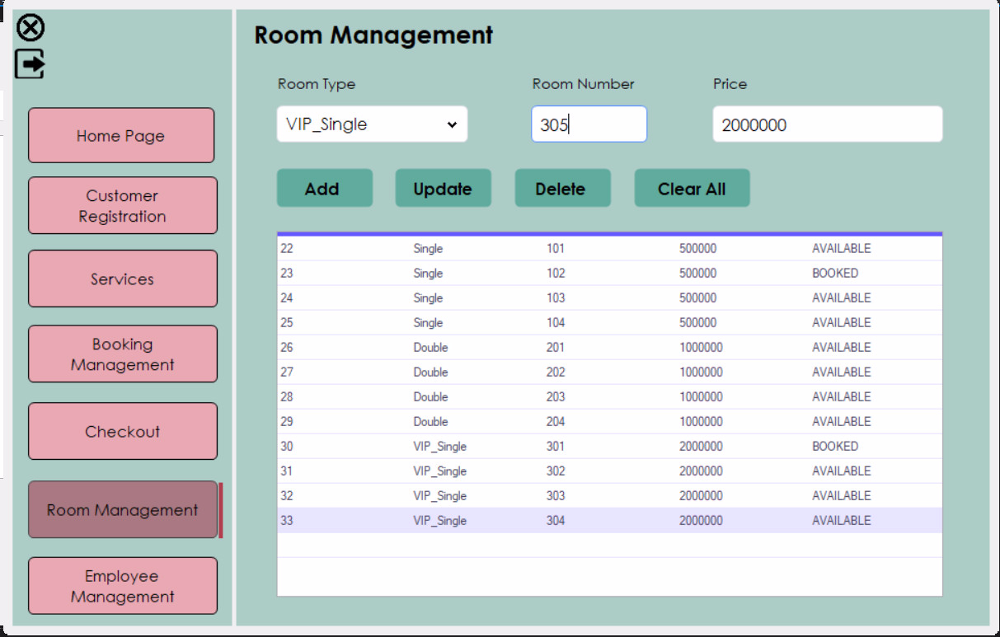 Room Management
Room Type Room Number Price
VIP_Single 305 2000000
Add Update Delete Clear All
22 Single 101 500000 AVAILABLE
23 Single 102 500000 BOOKED
24 Single 103 500000 AVAILABLE
25 Single 104 500000 AVAILABLE
26 Double 201 1000000 AVAILABLE
27 Double 202 1000000 AVAILABLE
28 Double 203 1000000 AVAILABLE
29 Double 204 1000000 AVAILABLE
30 VIP_Single 301 2000000 BOOKED
31 VIP_Single 302 2000000 AVAILABLE
32 VIP_Single 303 2000000 AVAILABLE
33 VIP_Single 304 2000000 AVAILABLE
Home Page
Customer
Registration
Services
Booking
Management
Checkout
Room Management
Employee
Management